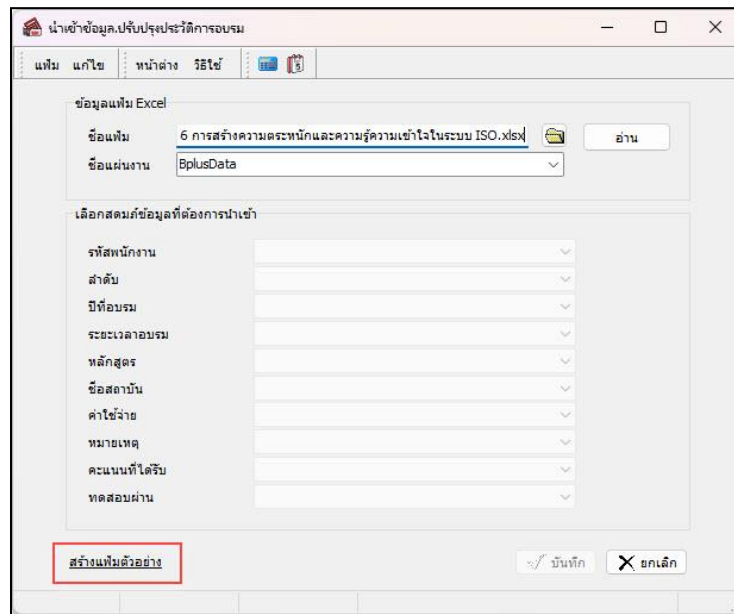 นำเข้าข้อมูล.ปรับปรุงประวัติการอบรม
แฟ้ม แก้ไข หน้าต่าง วิธีใช้ 5
ข้อมูลแฟ้ม Excel
ชื่อแฟ้ม 6 การสร้างความตระหนักและความรู้ความเข้าใจในระบบ ISO.xlsx อ่าน
ชื่อแผ่นงาน BplusData
เลือกสดมภ์ข้อมูลที่ต้องการนำเข้า
รหัสพนักงาน
ลำดับ
ปีที่อบรม
ระยะเวลาอบรม
หลักสูตร
ชื่อสถาบัน
ค่าใช้จ่าย
หมายเหตุ
คะแนนที่ได้รับ
ทดสอบผ่าน
สร้างแฟ้มตัวอย่าง บันทึก ยกเลิก